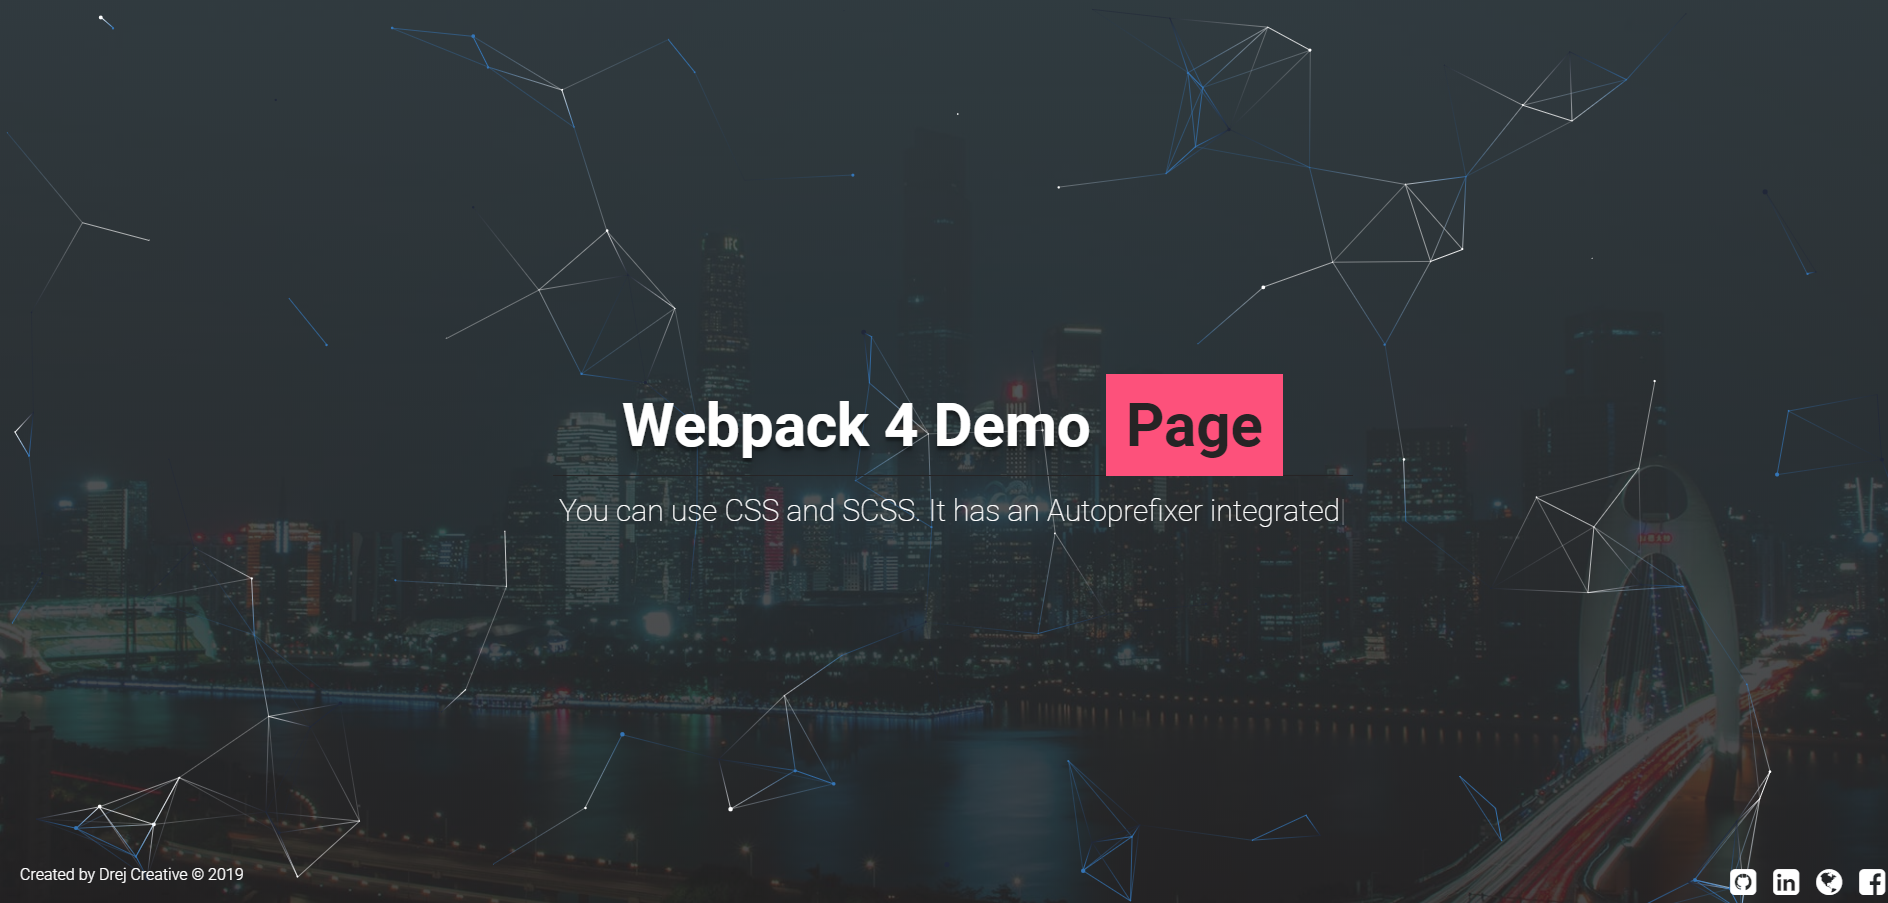 Webpack 4 Demo Page
You can use CSS and SCSS. It has an Autoprefixer integrated
Created by Drej Creative © 2019
in